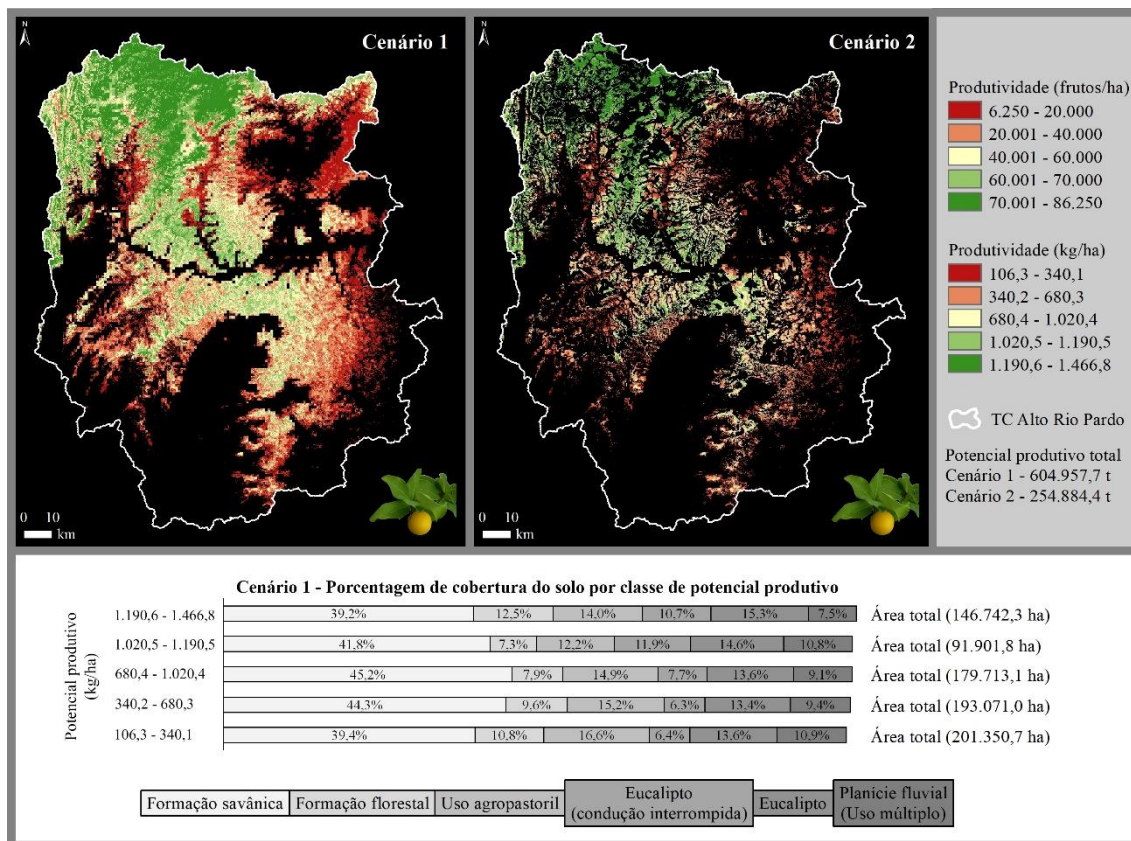 N
Cenário 1
0 10
km
N
Cenário 2
0 10
km
Produtividade (frutos/ha)
6.250 - 20.000
20.001 - 40.000
40.001 - 60.000
60.001 - 70.000
70.001 - 86.250
Produtividade (kg/ha)
106,3 - 340,1
340,2 - 680,3
680,4 - 1.020,4
1.020,5 - 1.190,5
1.190,6 - 1.466,8
TC Alto Rio Pardo
Potencial produtivo total
Cenário 1 - 604.957,7 t
Cenário 2 - 254.884,4 t
Cenário 1 - Porcentagem de cobertura do solo por classe de potencial produtivo
Potencial produtivo
(kg/ha)
1.190,6 - 1.466,8 39,2% 12,5% 14,0% 10,7% 15,3% 7,5% Área total (146.742,3 ha)
1.020,5 - 1.190,5 41,8% 7,3% 12,2% 11,9% 14,6% 10,8% Área total (91.901,8 ha)
680,4 - 1.020,4 45,2% 7,9% 14,9% 7,7% 13,6% 9,1% Área total (179.713,1 ha)
340,2 - 680,3 44,3% 9,6% 15,2% 6,3% 13,4% 9,4% Área total (193.071,0 ha)
106,3 - 340,1 39,4% 10,8% 16,6% 6,4% 13,6% 10,9% Área total (201.350,7 ha)
Formação savânica
Formação florestal
Uso agropastoril
Eucalipto
(condução interrompida)
Eucalipto
Planície fluvial
(Uso múltiplo)